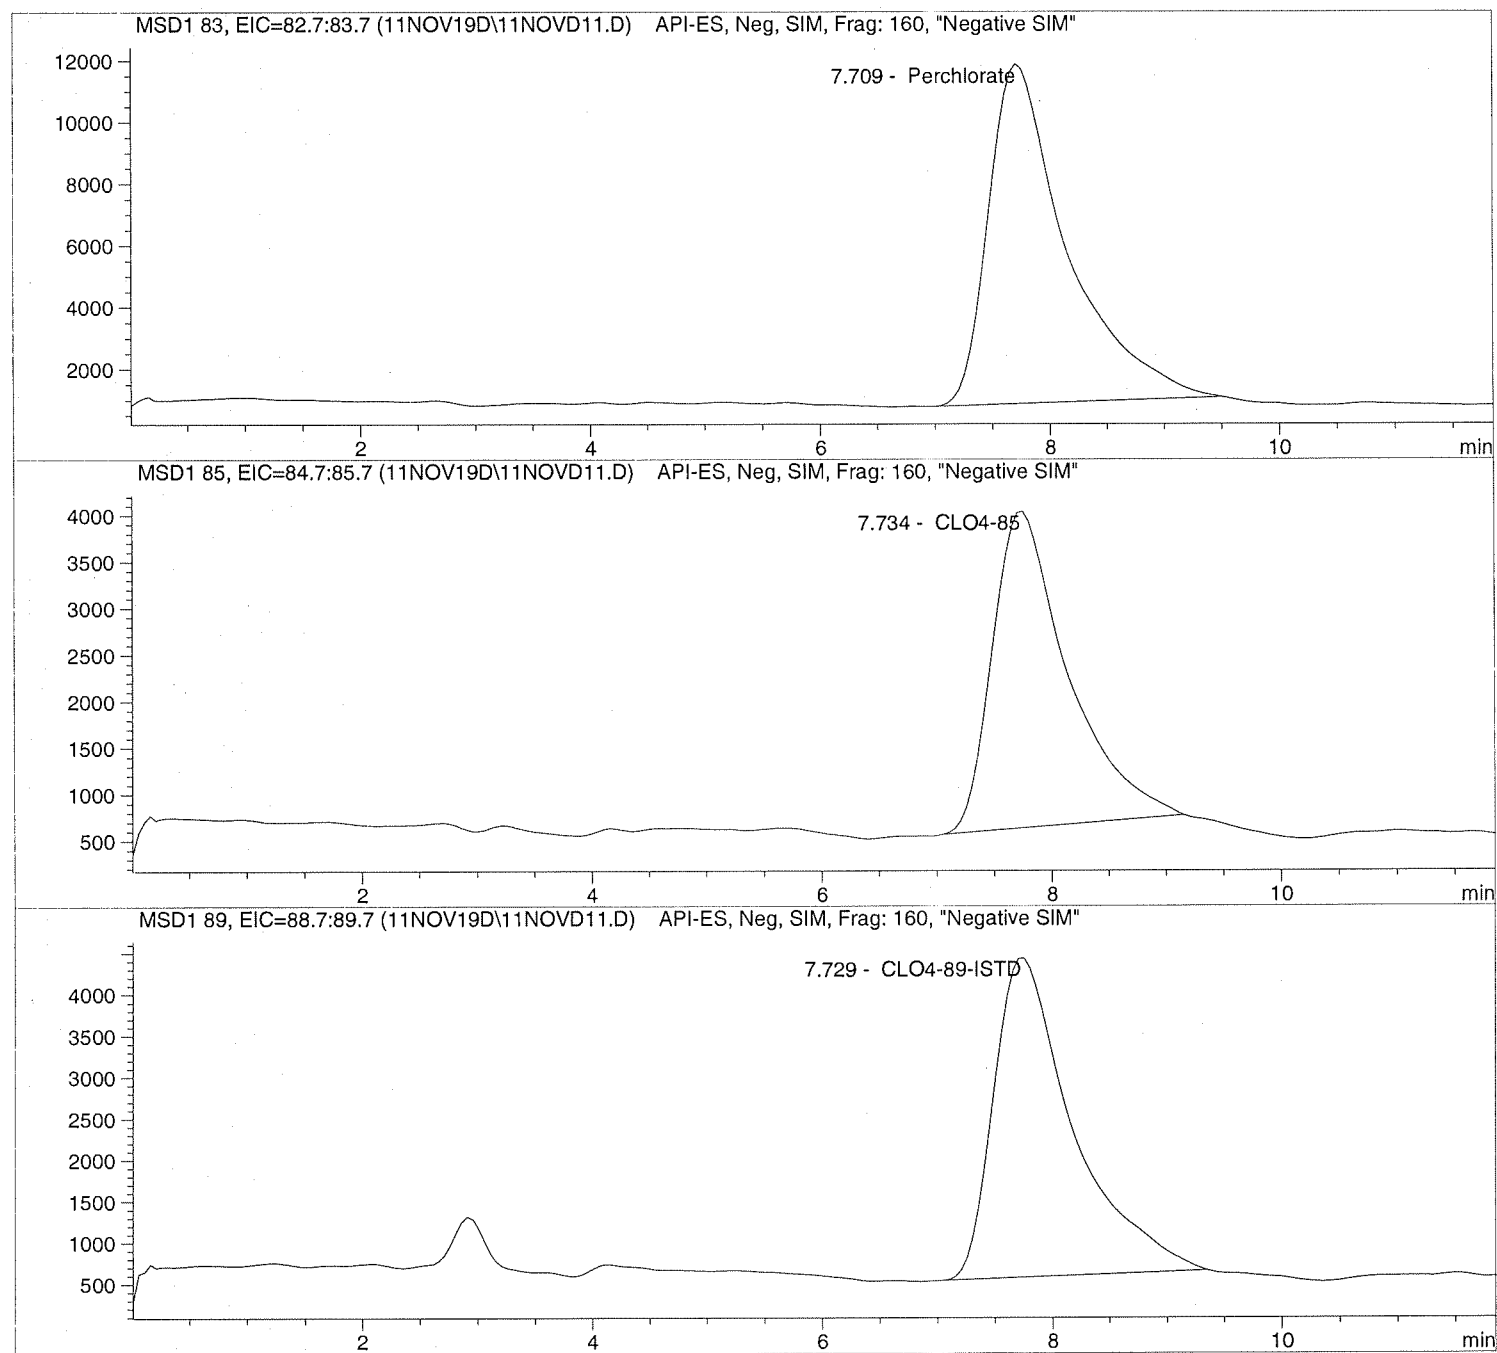 MSD1 83, EIC=82.7:83.7 (11NOV19D\11NOVD11.D) API-ES, Neg, SIM, Frag: 160, "Negative SIM"
7.709 - Perchlorate
12000
10000
8000
6000
4000
2000
2 4 6 8 10 min
MSD1 85, EIC=84.7:85.7 (11NOV19D\11NOVD11.D) API-ES, Neg, SIM, Frag: 160, "Negative SIM"
7.734 - CLO4-85
4000
3500
3000
2500
2000
1500
1000
500
2 4 6 8 10 min
MSD1 89, EIC=88.7:89.7 (11NOV19D\11NOVD11.D) API-ES, Neg, SIM, Frag: 160, "Negative SIM"
7.729 - CLO4-89-ISTD
4000
3500
3000
2500
2000
1500
1000
500
2 4 6 8 10 min